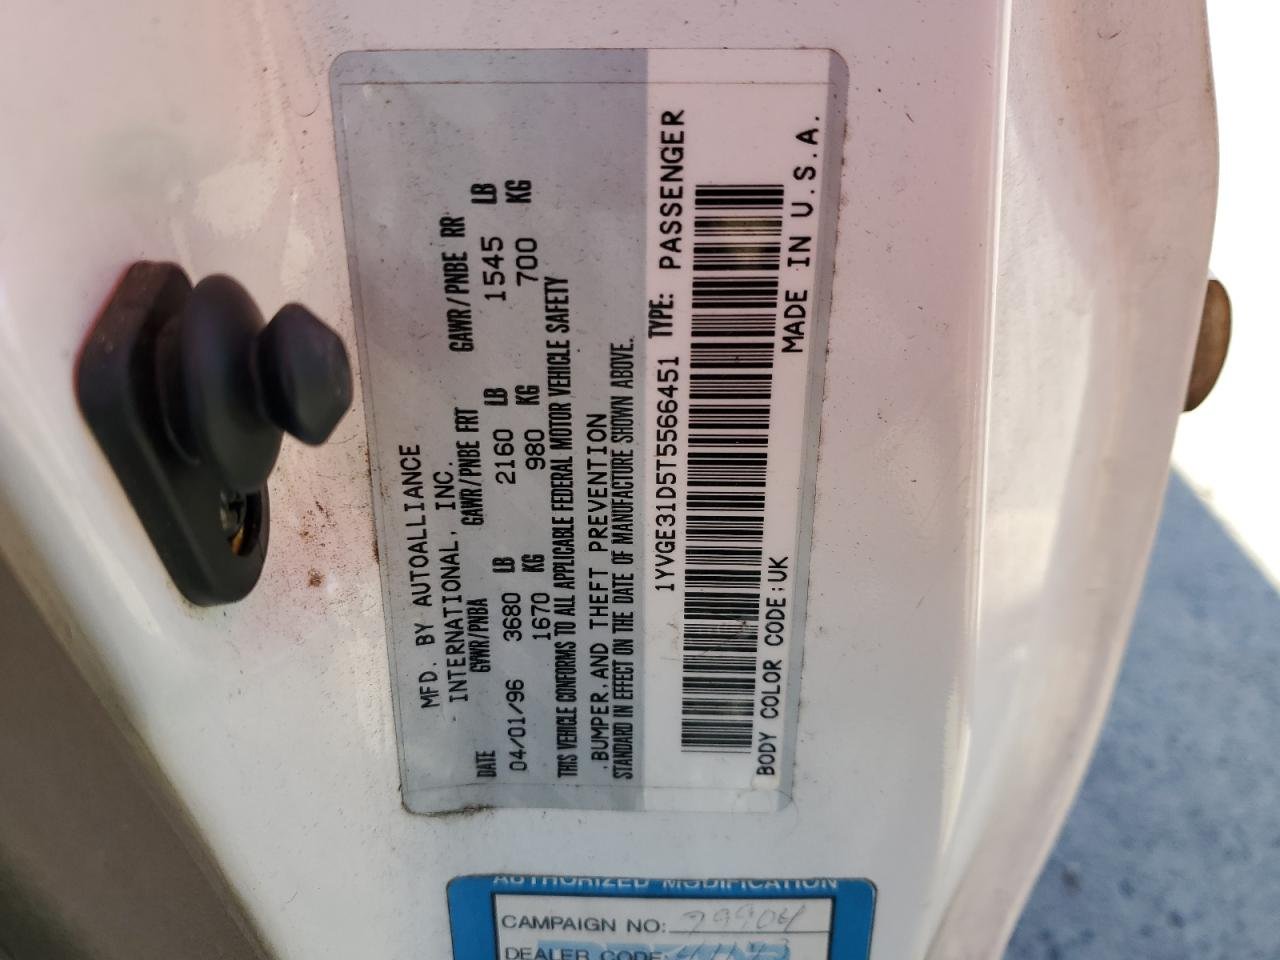 MFD. BY AUTOALLIANCE
INTERNATIONAL, INC.
DATE GVWR/PNBA GAWR/PNBE FRT GAWR/PNBE RR
04/01/96 3680 LB 2160 LB 1545 LB
1670 KG 980 KG 700 KG
THIS VEHICLE CONFORMS TO ALL APPLICABLE FEDERAL MOTOR VEHICLE SAFETY
,BUMPER,AND THEFT PREVENTION
STANDARD IN EFFECT ON THE DATE OF MANUFACTURE SHOWN ABOVE.
1YVGE31D5T5566451 TYPE: PASSENGER
BODY COLOR CODE:UK MADE IN U.S.A.
AUTHORIZED MODIFICATION
CAMPAIGN NO:
DEALER CODE: